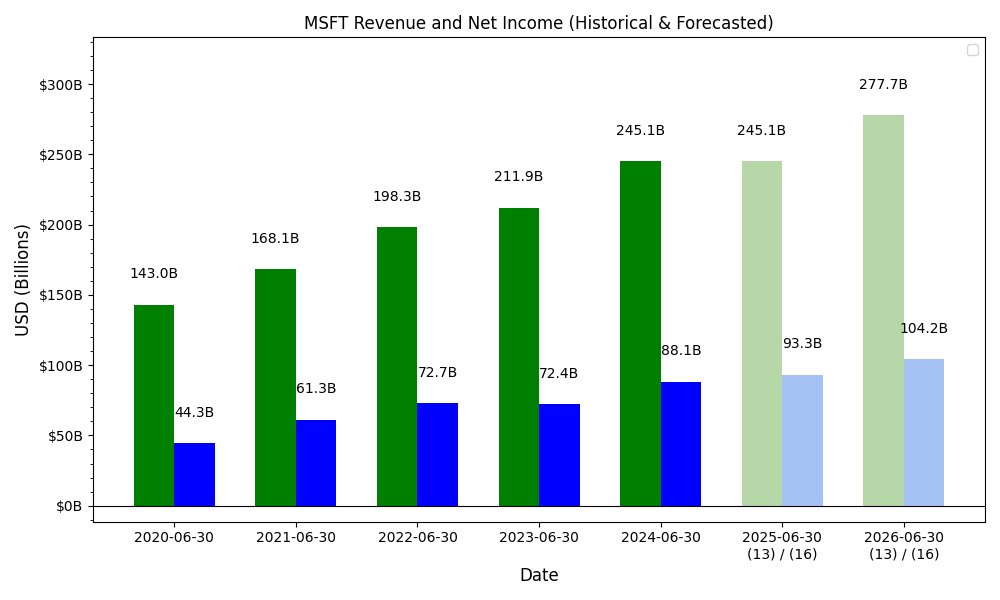 MSFT Revenue and Net Income (Historical & Forecasted)
USD (Billions)
$300B
$250B
$200B
$150B
$100B
$50B
$0B
143.0B
44.3B
168.1B
61.3B
198.3B
72.7B
211.9B
72.4B
245.1B
88.1B
245.1B
93.3B
277.7B
104.2B
2020-06-30
2021-06-30
2022-06-30
2023-06-30
2024-06-30
2025-06-30
(13) / (16)
2026-06-30
(13) / (16)
Date